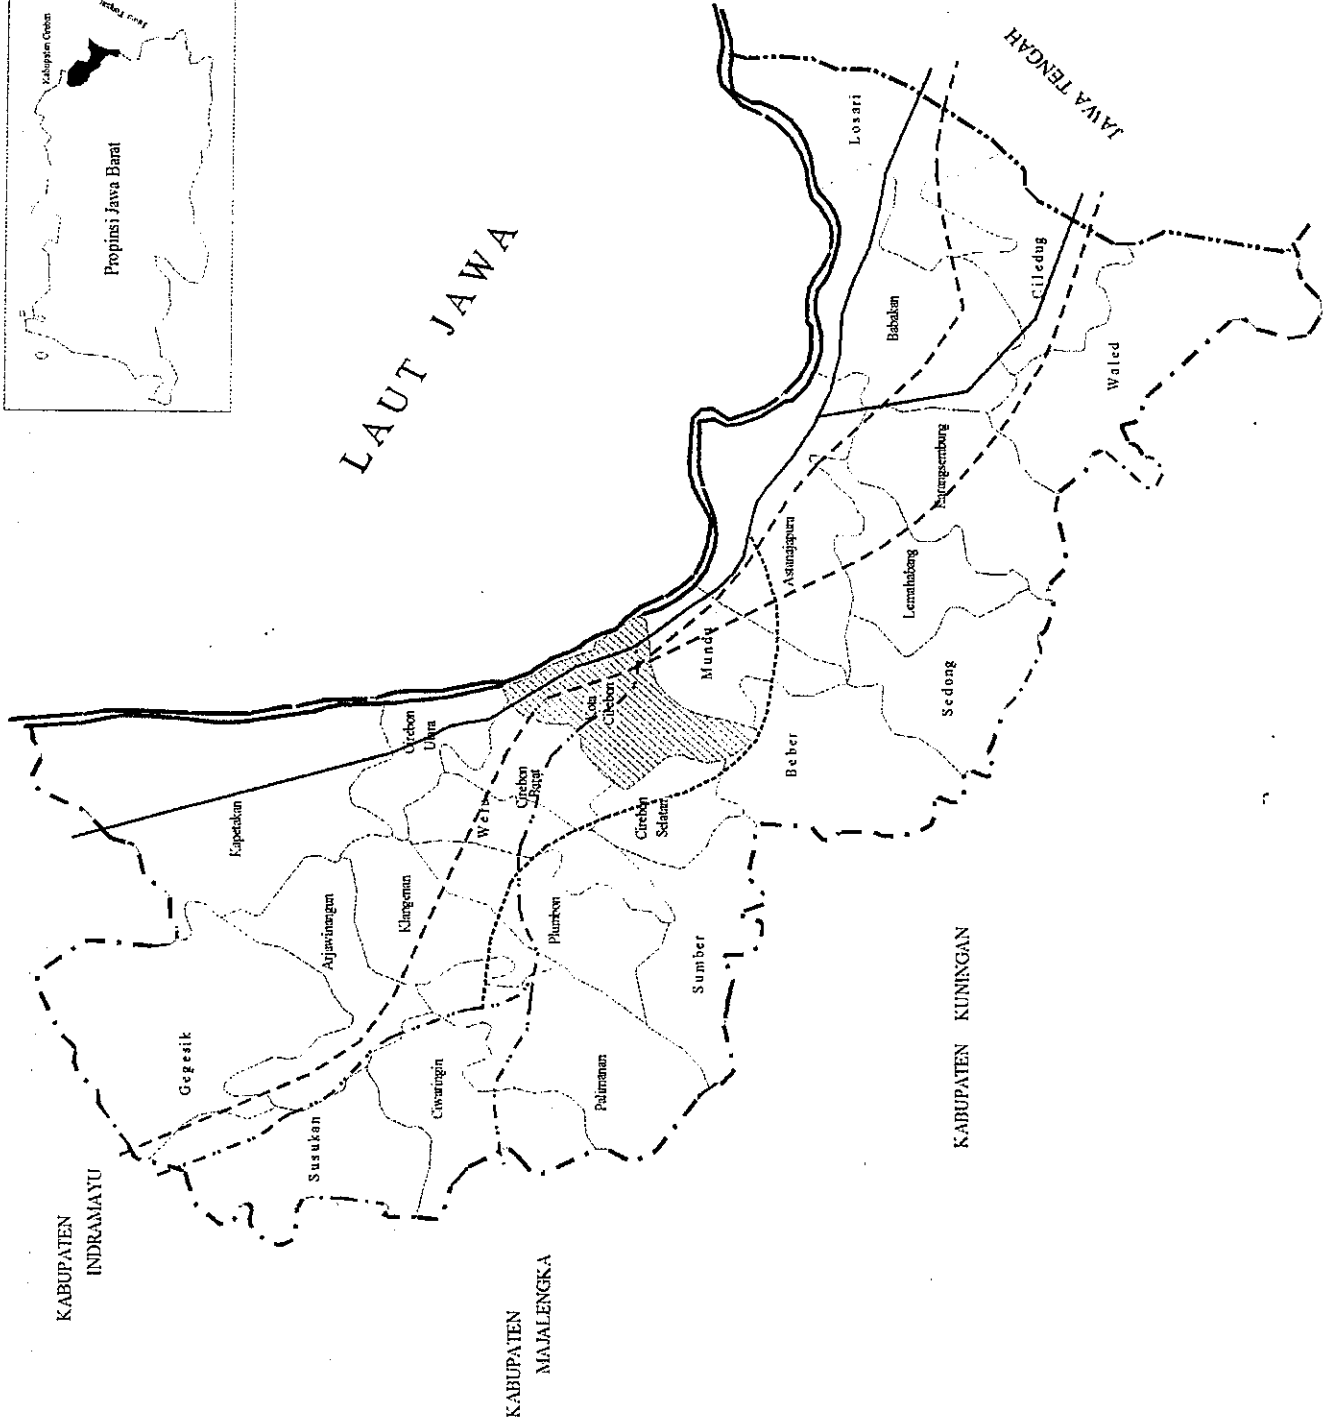 Kabupaten Cirebon
Propinsi Jawa Barat
LAUT JAWA
JAWA TENGAH
KABUPATEN
INDRAMAYU
KABUPATEN
MAJALENGKA
KABUPATEN KUNINGAN
Gegesik
Susukan
Kapetakan
Arjawinangun
Klangenan
Ciwaringin
Palimanan
Plumbon
Sumber
Weru
Cirebon
Utara
Cirebon
Barat
Cirebon
Selatan
Kota
Cirebon
Beber
Mundu
Astanajapura
Sedong
Lemahabang
Karangsembung
Babakan
Losari
Ciledug
Waled